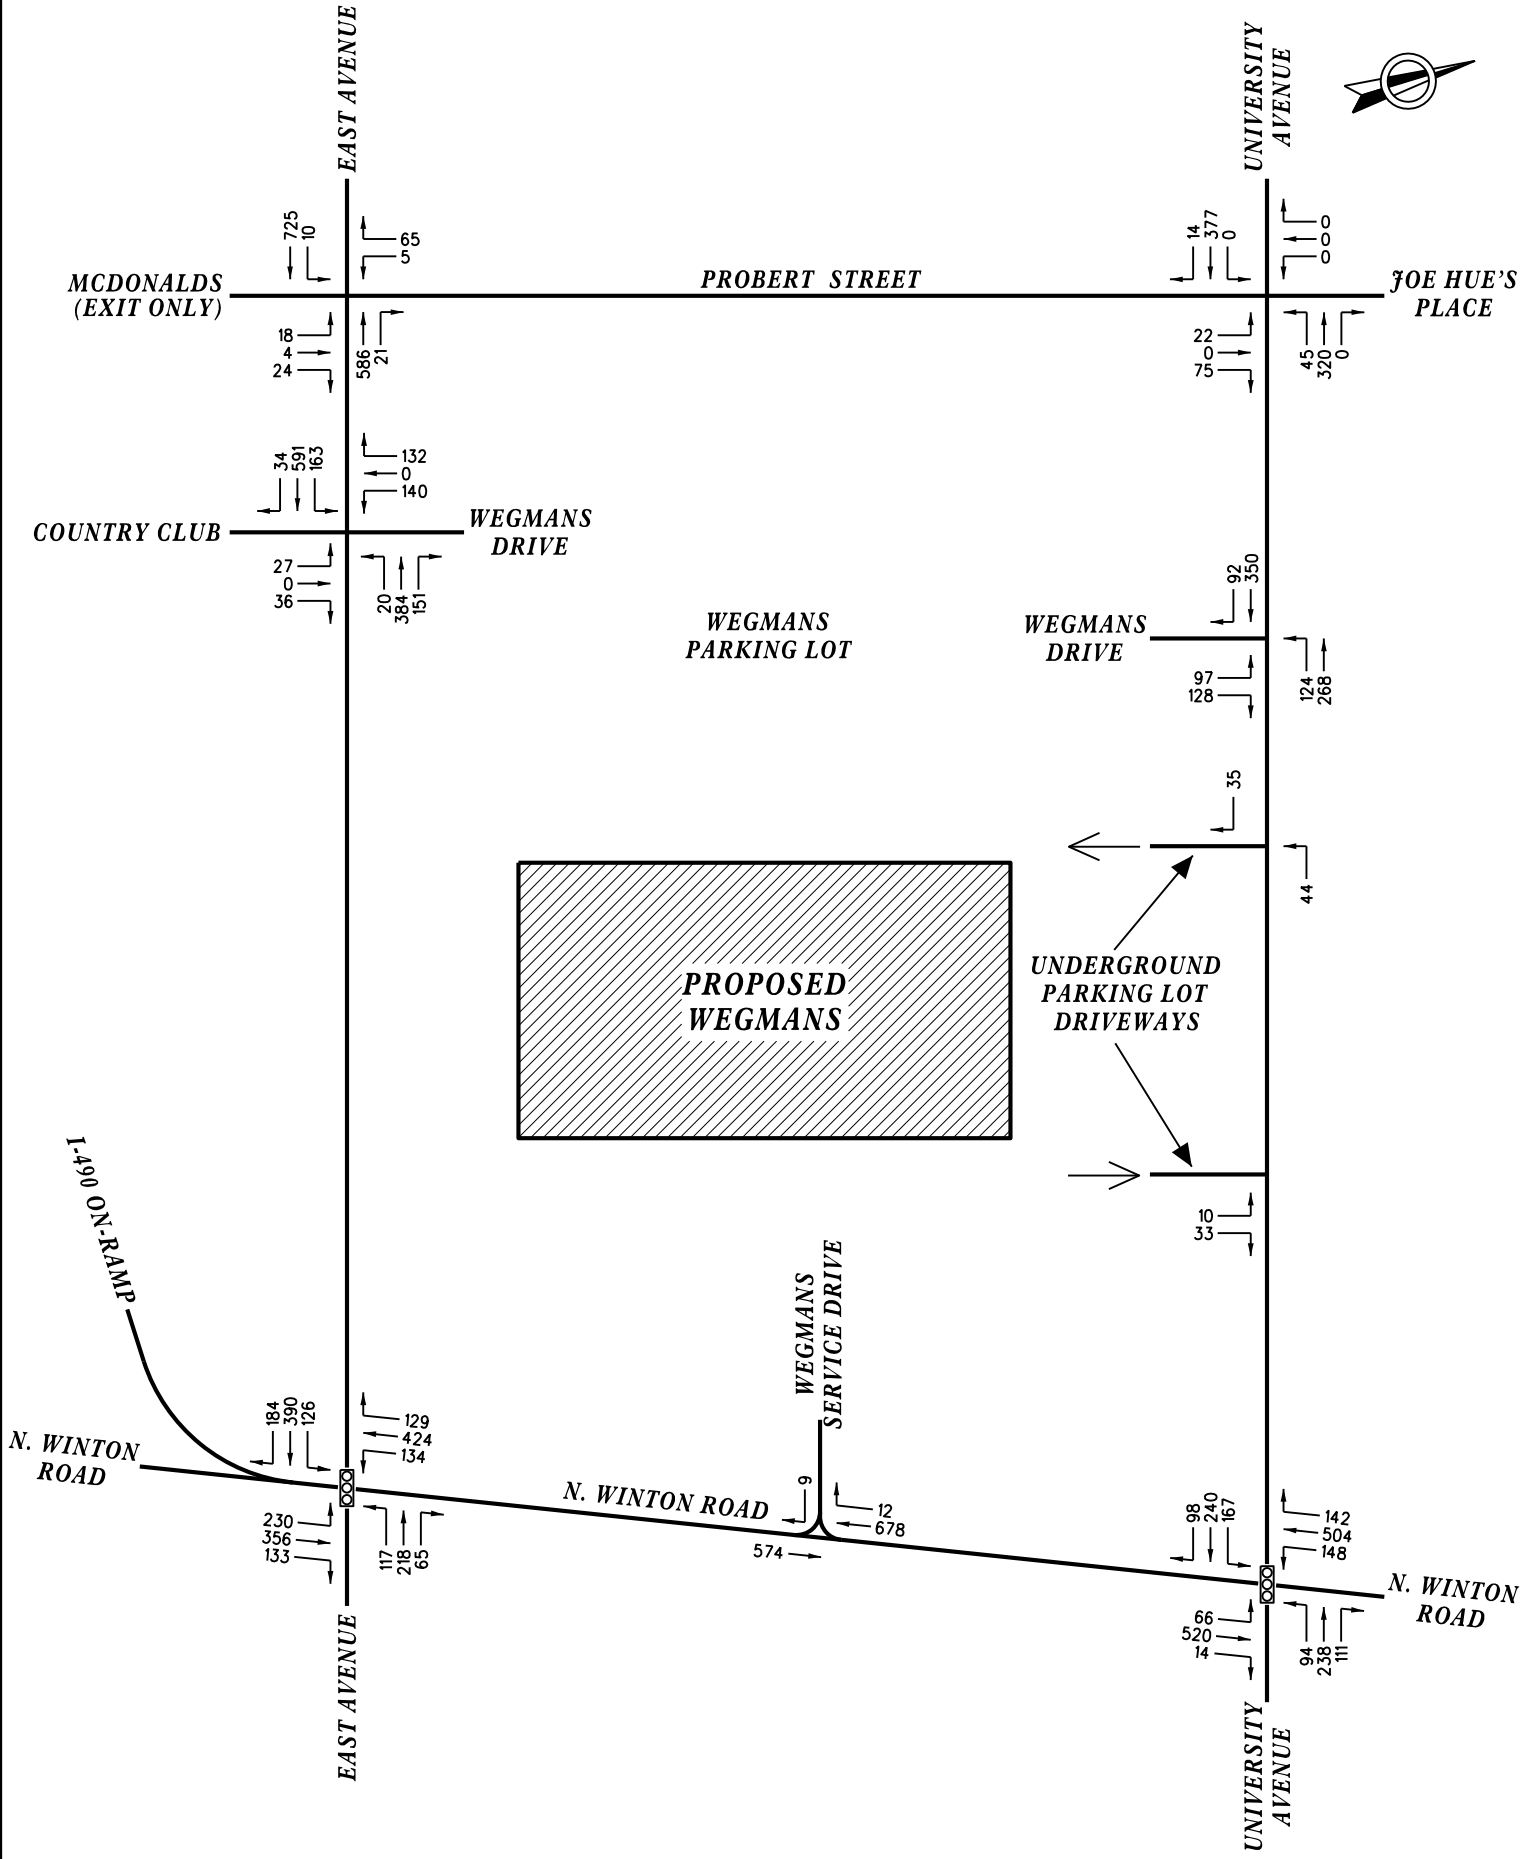 EAST AVENUE
UNIVERSITY
AVENUE
725
10
65
5
14
377
0
0
0
0
MCDONALDS
(EXIT ONLY)
PROBERT STREET
JOE HUE'S
PLACE
18
4
24
586
21
22
0
75
45
320
0
34
591
163
132
0
140
COUNTRY CLUB
WEGMANS
DRIVE
27
0
36
20
384
151
WEGMANS
PARKING LOT
92
350
WEGMANS
DRIVE
97
128
124
268
35
44
PROPOSED
WEGMANS
UNDERGROUND
PARKING LOT
DRIVEWAYS
10
33
I-490 ON-RAMP
WEGMANS
SERVICE DRIVE
184
390
126
129
424
134
N. WINTON
ROAD
230
356
133
117
218
65
N. WINTON ROAD
9
12
678
574
98
240
167
142
504
148
N. WINTON
ROAD
66
520
14
94
238
111
EAST AVENUE
UNIVERSITY
AVENUE